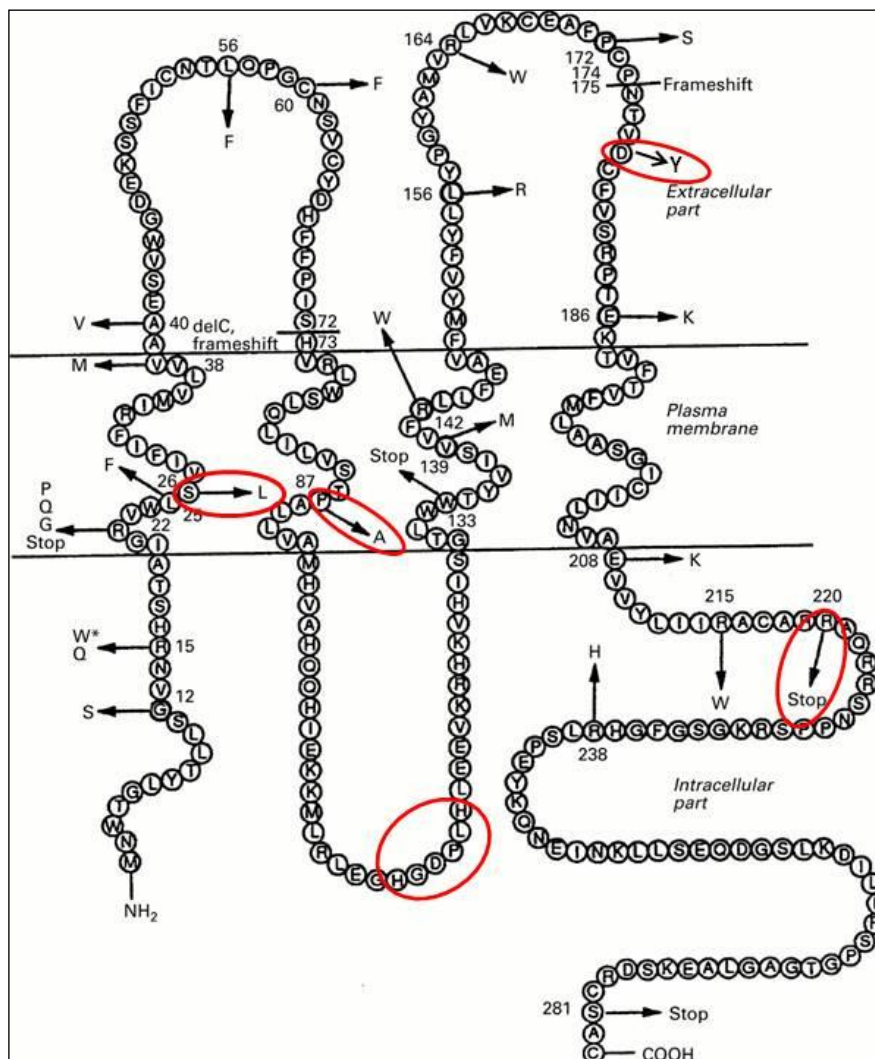 56
F
F
60
V
40 delC,
frameshift
72
73
M
38
F
26
S
L
25
P
Q
G
Stop
22
87
A
W*
Q
15
S
12
NH₂
164
W
156
R
W
142
M
139
Stop
133
S
172
174
175
Frameshift
Y
Extracellular
part
186
K
Plasma
membrane
208
K
215
220
W
Stop
H
238
Intracellular
part
281
Stop
COOH
MNWTGLYTLLSGVNRHSTAIGRVWLSVIFIFRIMVLVVAAESVWGDEKSSFICNTLQPGCNSVCYDHFFPISHVRLWSLQLILVSTPALLVAMHVAHQQHIEKKMLRLEGHGDPLHLEEVKRHKVHISGTLWWTYVISVVFRLLFEAVFMYVFYLLYPGYAMVRLVKCEAFPCPNTVDCFVSRPTEKTVFTVFMLAASGICIILNVAEVVYLIIRACARRAQRRSNPPSRKGSGFGHRLSPEYKQNEINKLLSEQDGSLKDIL
SPGTGAGLAEKSDRCSAC